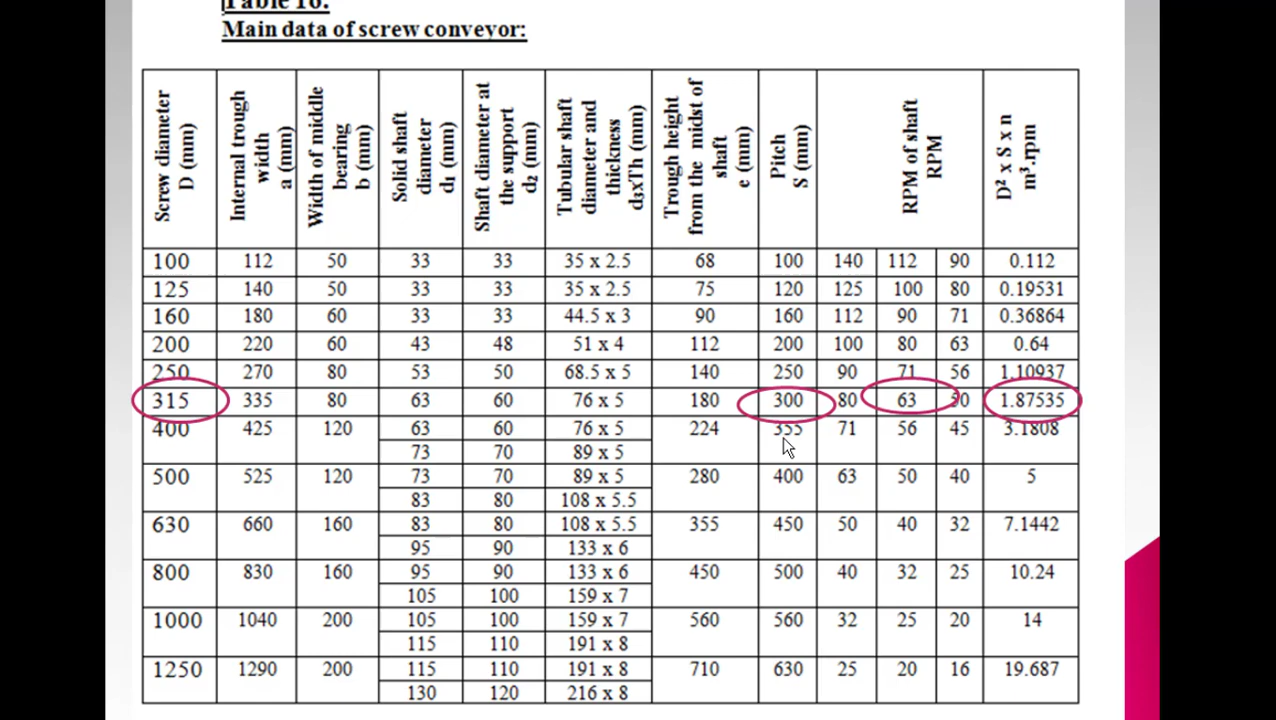 Table 16.
Main data of screw conveyor:
Screw diameter D (mm) Internal trough width a (mm) Width of middle bearing b (mm) Solid shaft diameter d₁ (mm) Shaft diameter at the support d₂ (mm) Tubular shaft diameter and thickness d₃xTh (mm) Trough height from the midst of shaft e (mm) Pitch S (mm) RPM of shaft RPM D² x S x n m³.rpm
100 112 50 33 33 35 x 2.5 68 100 140 112 90 0.112
125 140 50 33 33 35 x 2.5 75 120 125 100 80 0.19531
160 180 60 33 33 44.5 x 3 90 160 112 90 71 0.36864
200 220 60 43 48 51 x 4 112 200 100 80 63 0.64
250 270 80 53 50 68.5 x 5 140 250 90 71 56 1.10937
315 335 80 63 60 76 x 5 180 300 80 63 50 1.87535
400 425 120 63 60 76 x 5 224 355 71 56 45 3.1808
73 70 89 x 5
500 525 120 73 70 89 x 5 280 400 63 50 40 5
83 80 108 x 5.5
630 660 160 83 80 108 x 5.5 355 450 50 40 32 7.1442
95 90 133 x 6
800 830 160 95 90 133 x 6 450 500 40 32 25 10.24
105 100 159 x 7
1000 1040 200 105 100 159 x 7 560 560 32 25 20 14
115 110 191 x 8
1250 1290 200 115 110 191 x 8 710 630 25 20 16 19.687
130 120 216 x 8